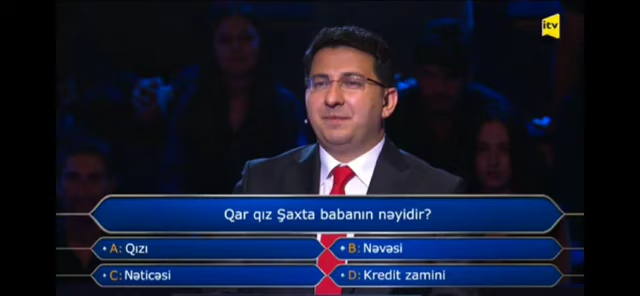 itv
Qar qız Şaxta babanın nəyidir?
• A: Qızı
• B: Nəvəsi
• C: Nəticəsi
• D: Kredit zamini